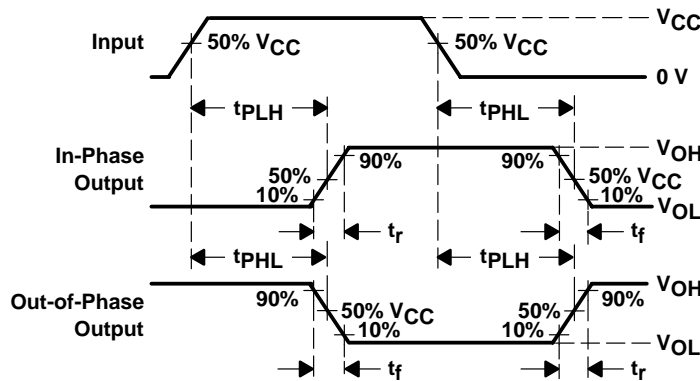 VCC
Input
50% VCC
50% VCC
0 V
tPLH
tPHL
In-Phase
Output
VOH
90%
90%
50%
50% VCC
10%
10%
VOL
tr
tf
tPHL
tPLH
Out-of-Phase
Output
VOH
90%
90%
50% VCC
50%
10%
10%
VOL
tf
tr